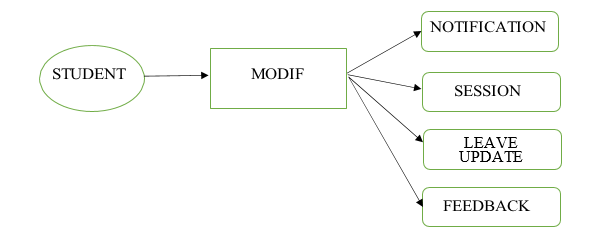 STUDENT
MODIF
NOTIFICATION
SESSION
LEAVE
UPDATE
FEEDBACK